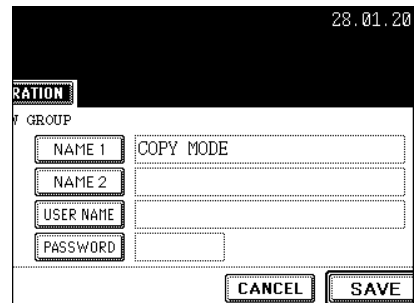 28.01.20
RATION
GROUP
NAME 1 COPY MODE
NAME 2
USER NAME
PASSWORD
CANCEL SAVE